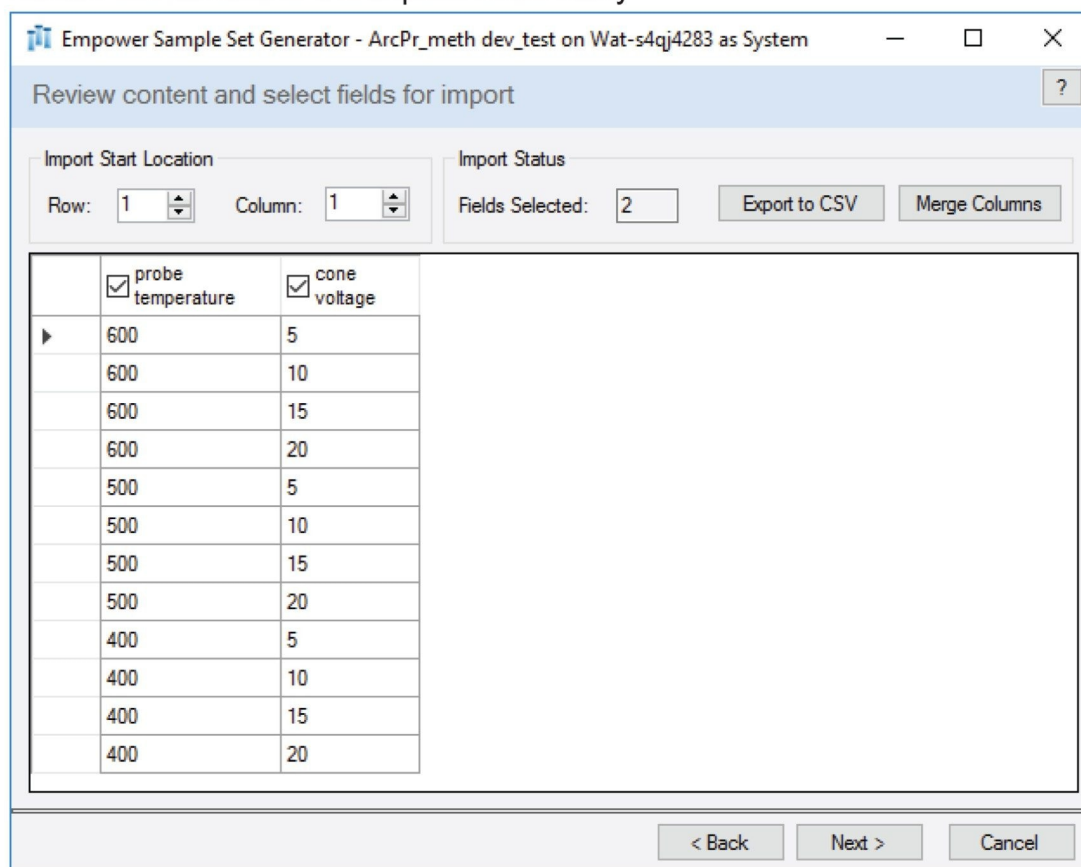 Empower Sample Set Generator - ArcPr_meth dev_test on Wat-s4qj4283 as System
Review content and select fields for import
?
Import Start Location
Import Status
Row: 1 Column: 1 Fields Selected: 2 Export to CSV Merge Columns
probe temperature cone voltage
600 5
600 10
600 15
600 20
500 5
500 10
500 15
500 20
400 5
400 10
400 15
400 20
< Back Next > Cancel